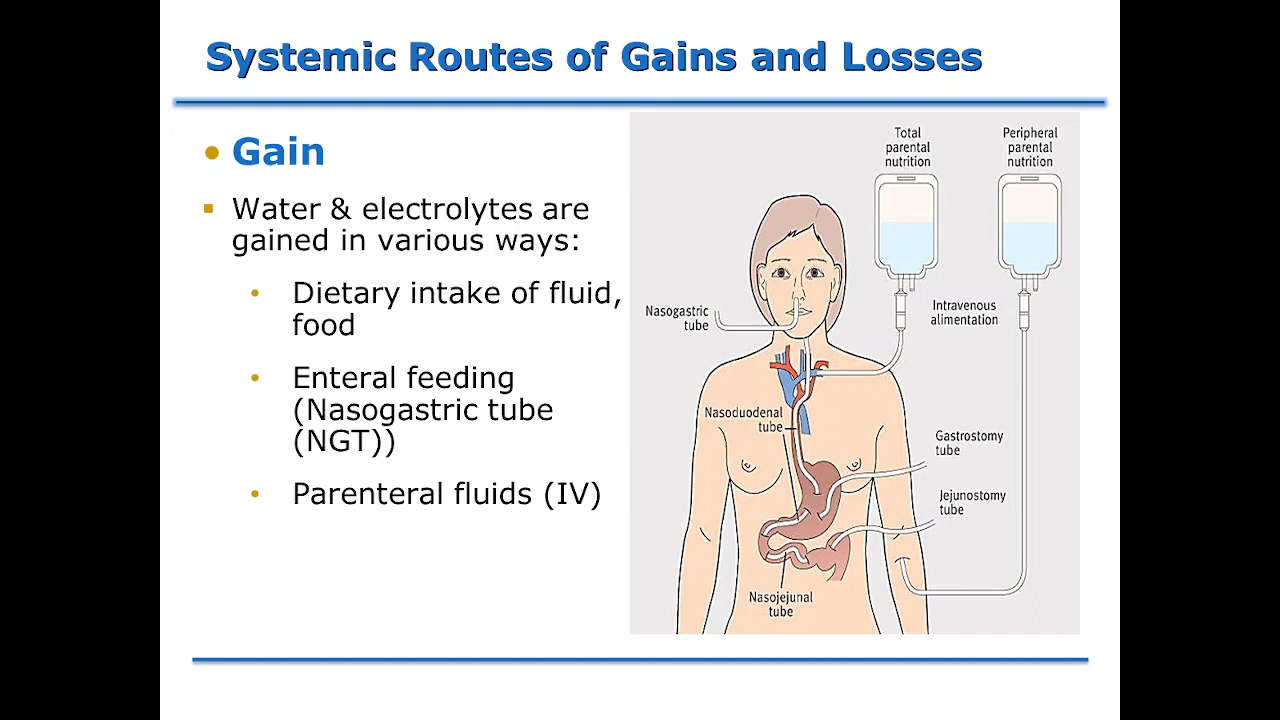 Systemic Routes of Gains and Losses
• Gain
▪ Water & electrolytes are
gained in various ways:
• Dietary intake of fluid,
food
• Enteral feeding
(Nasogastric tube
(NGT))
• Parenteral fluids (IV)
Total
parental
nutrition
Peripheral
parental
nutrition
Nasogastric
tube
Intravenous
alimentation
Nasoduodenal
tube
Gastrostomy
tube
Jejunostomy
tube
Nasojejunal
tube